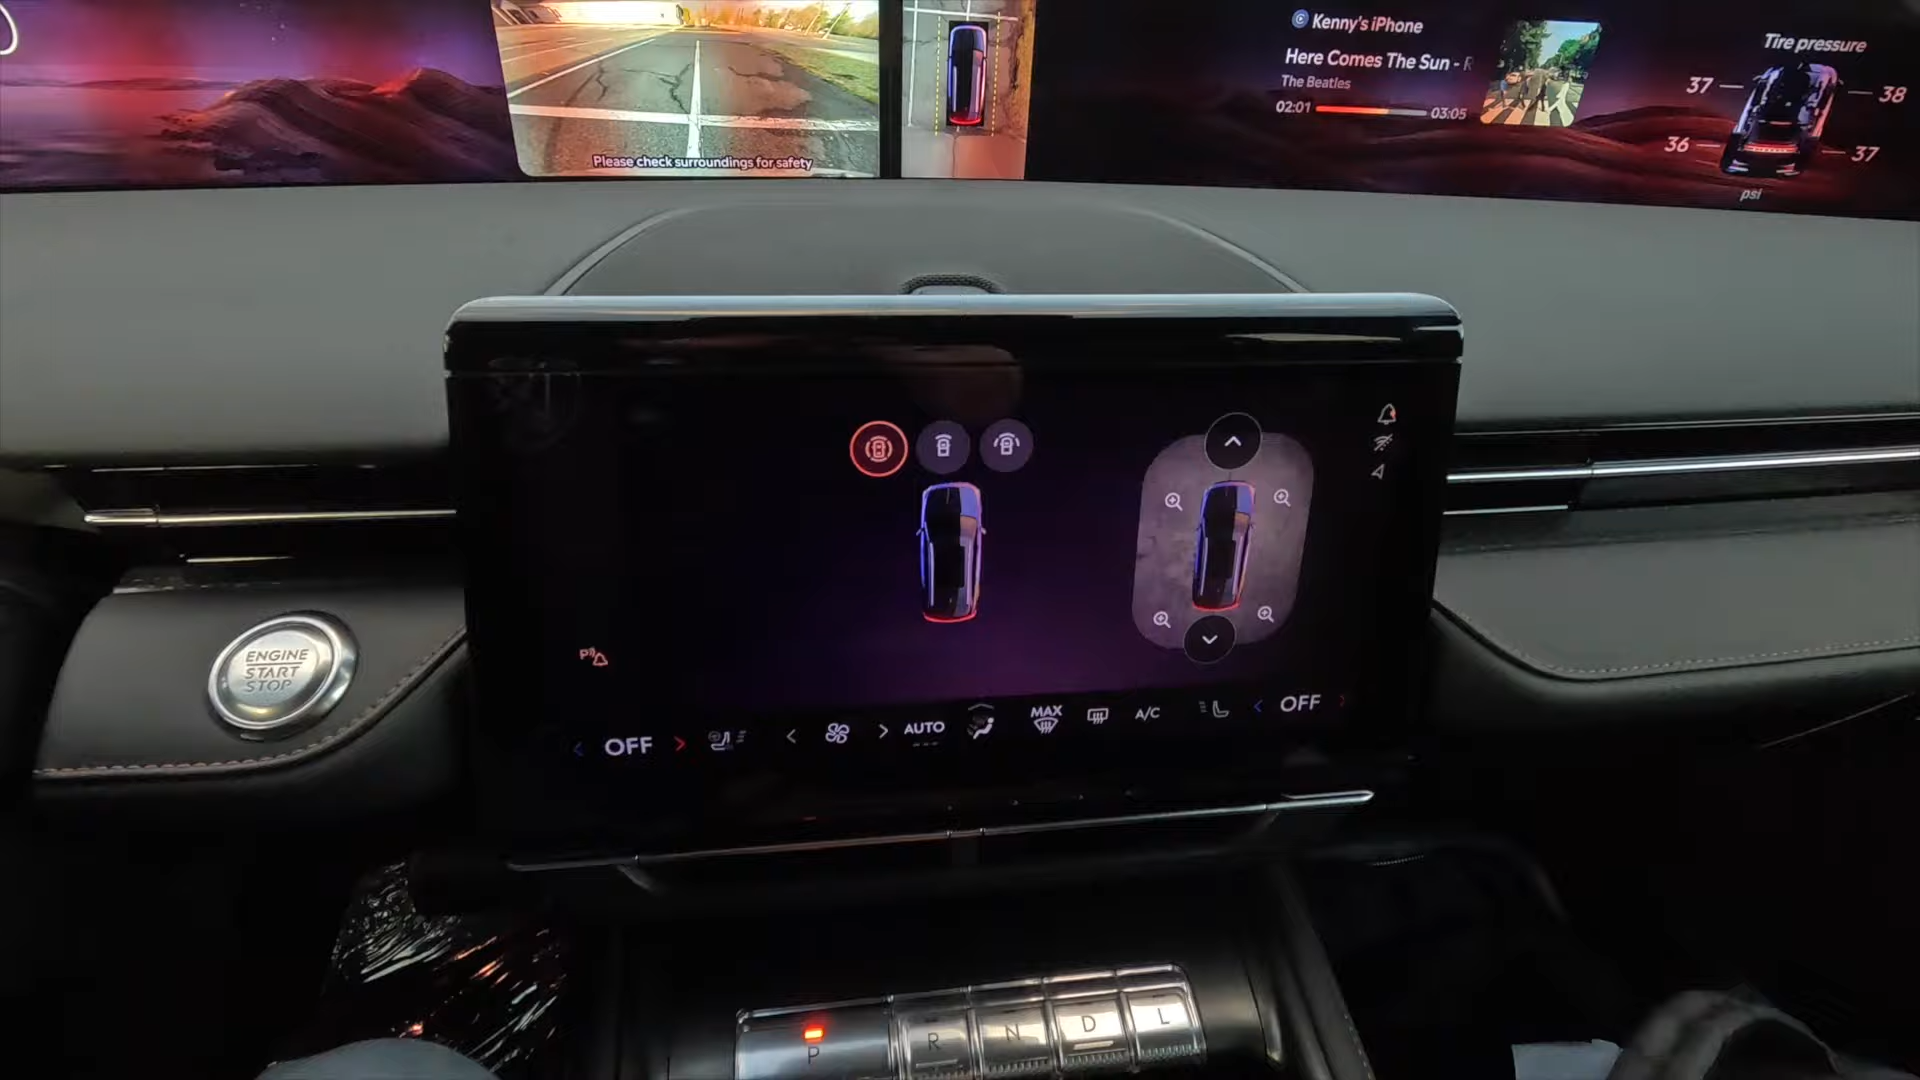 Please check surroundings for safety
Kenny's iPhone
Here Comes The Sun - R
The Beatles
02:01
03:05
Tire pressure
37
38
36
37
psi
ENGINE
START
STOP
P
OFF
AUTO
MAX
A/C
OFF
P
R
N
D
L